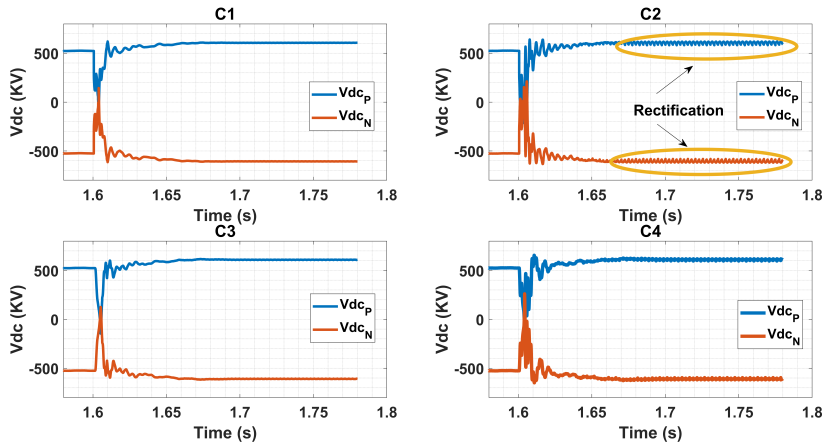 C1
Vdc (KV)
500
0
-500
Vdc_P
Vdc_N
1.6 1.65 1.7 1.75 1.8
Time (s)
C2
500
0
-500
Vdc_P
Rectification
Vdc_N
1.6 1.65 1.7 1.75 1.8
Time (s)
C3
Vdc (KV)
500
0
-500
Vdc_P
Vdc_N
1.6 1.65 1.7 1.75 1.8
Time (s)
C4
Vdc (KV)
500
0
-500
Vdc_P
Vdc_N
1.6 1.65 1.7 1.75 1.8
Time (s)